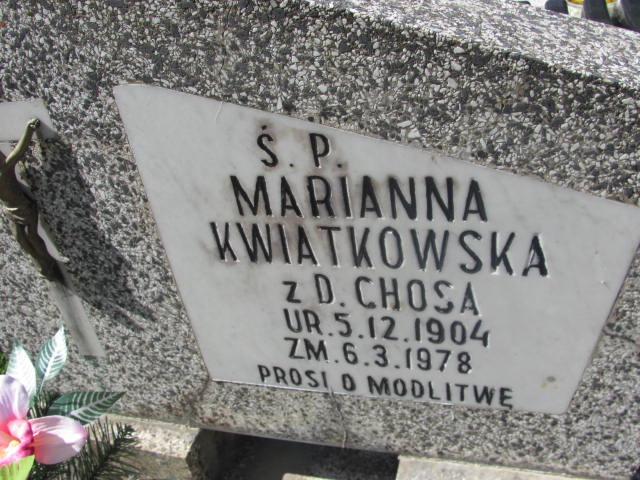 Ś. P.
MARIANNA
KWIATKOWSKA
z D. CHOSA
UR. 5.12.1904
ZM. 6.3.1978
PROSI O MODLITWĘ